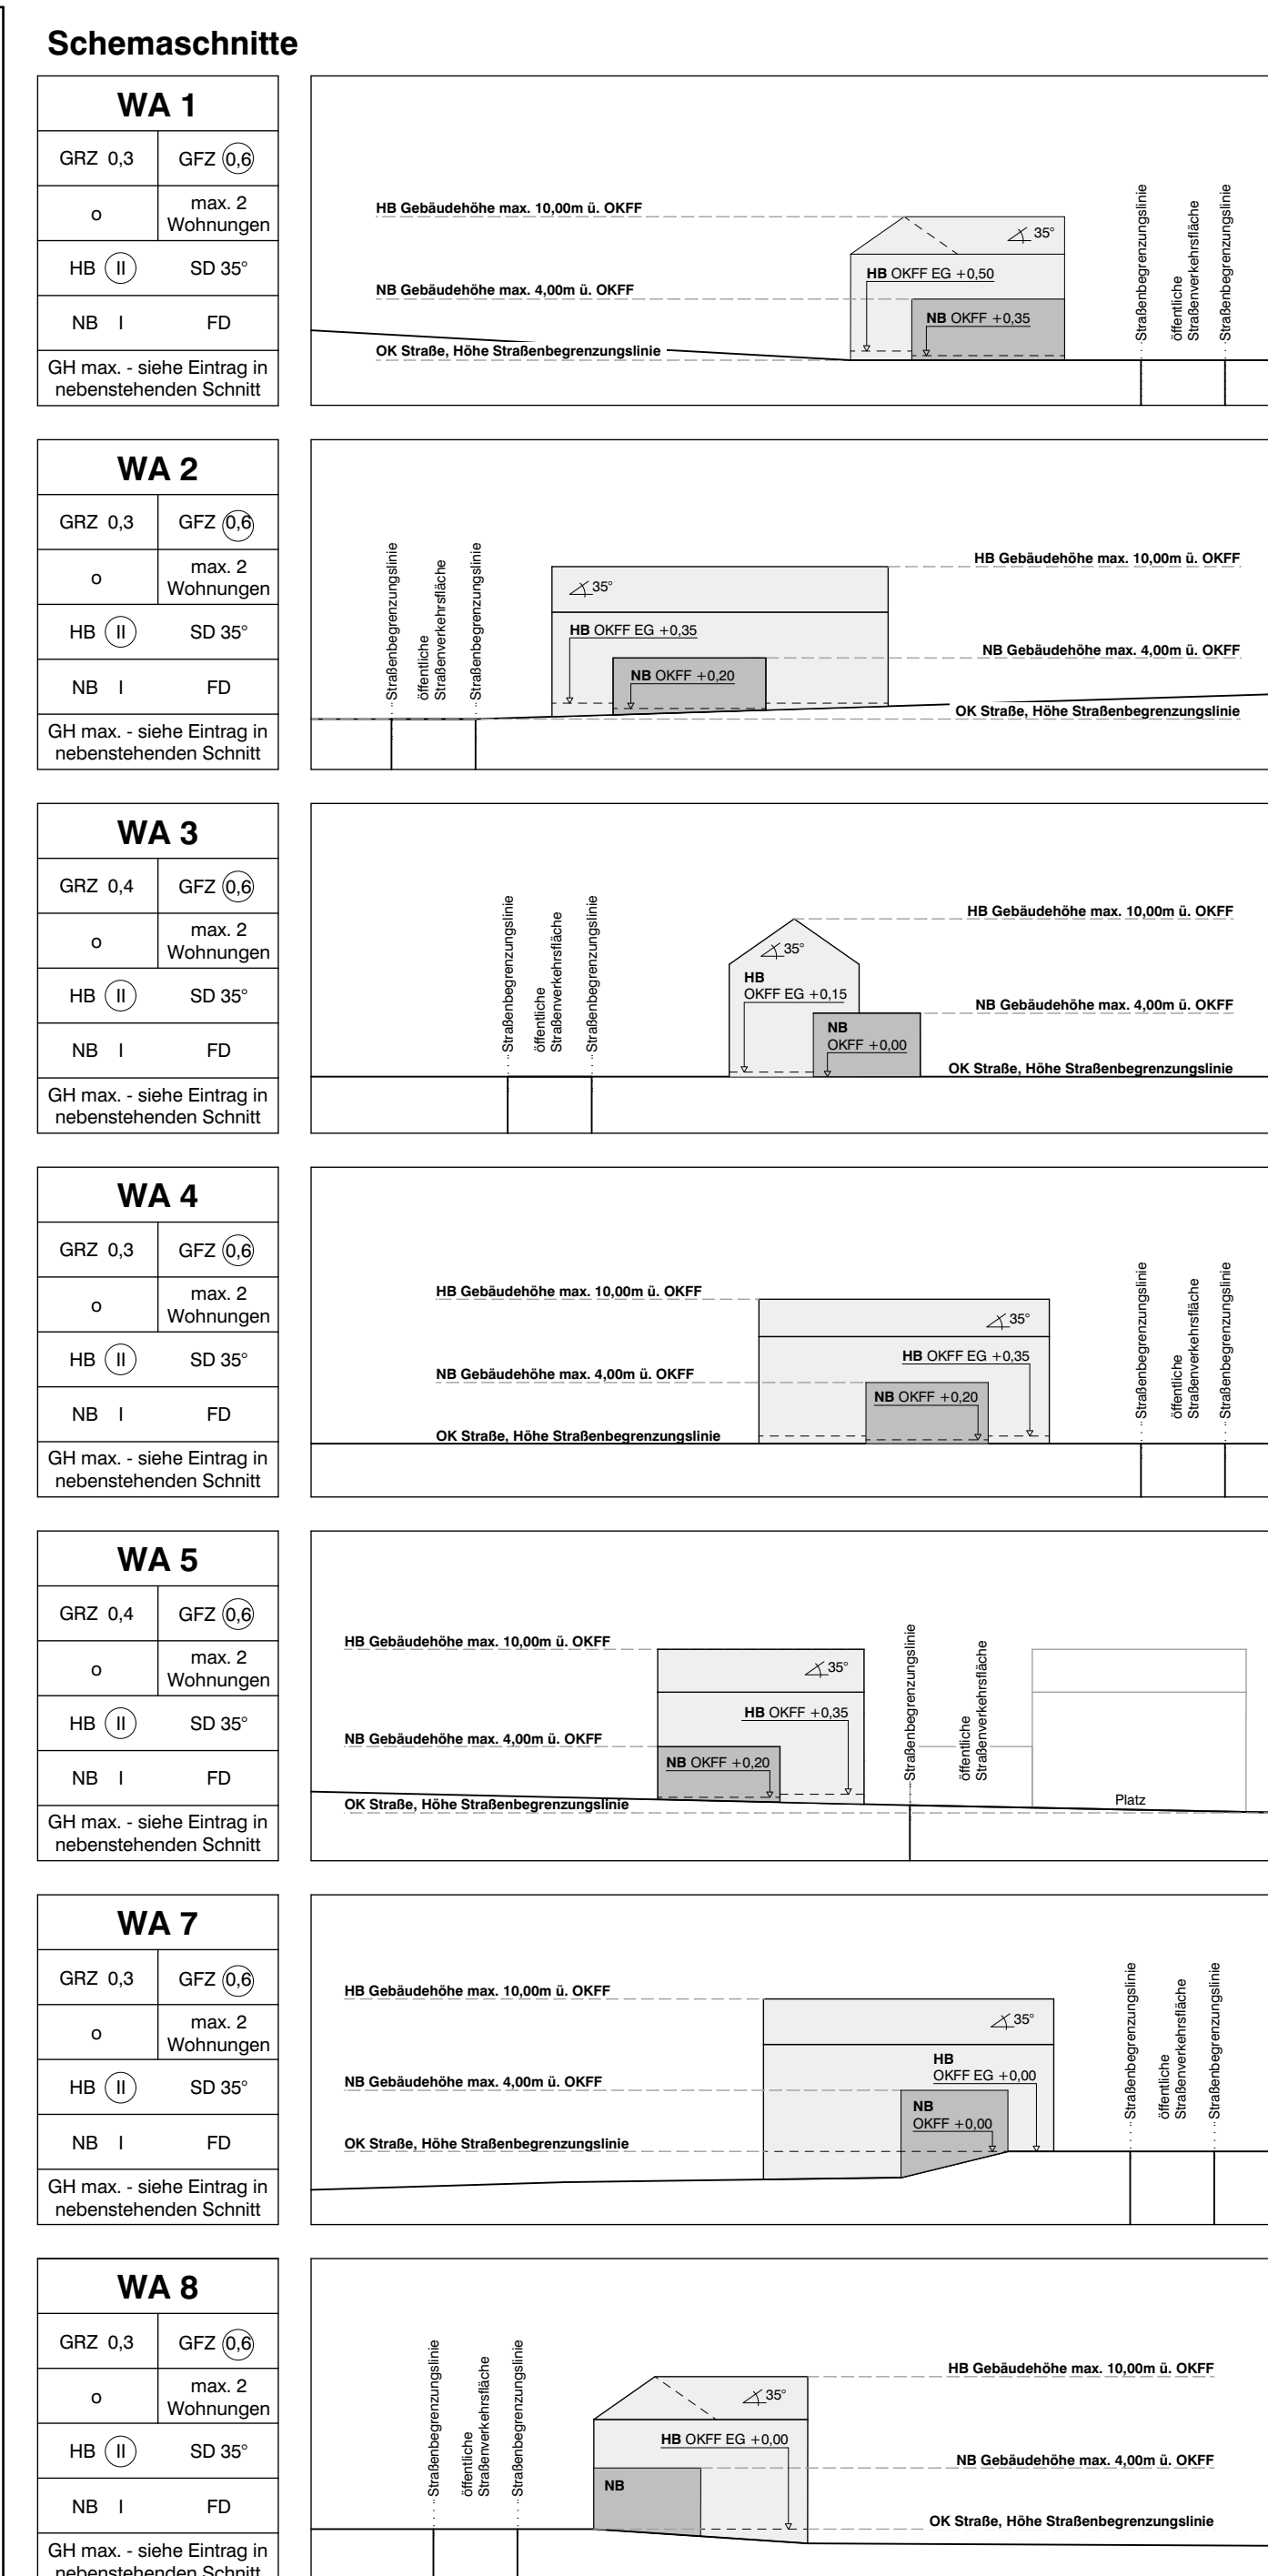 Schemaschnitte
WA 1
GRZ 0,3 GFZ 0,6
o max. 2
Wohnungen
HB II SD 35°
NB I FD
GH max. - siehe Eintrag in
nebenstehenden Schnitt
HB Gebäudehöhe max. 10,00m ü. OKFF
NB Gebäudehöhe max. 4,00m ü. OKFF
OK Straße, Höhe Straßenbegrenzungslinie
35°
HB OKFF EG +0,50
NB OKFF +0,35
Straßenbegrenzungslinie
öffentliche
Straßenverkehrsfläche
Straßenbegrenzungslinie
WA 2
GRZ 0,3 GFZ 0,6
o max. 2
Wohnungen
HB II SD 35°
NB I FD
GH max. - siehe Eintrag in
nebenstehenden Schnitt
Straßenbegrenzungslinie
öffentliche
Straßenverkehrsfläche
Straßenbegrenzungslinie
35°
HB OKFF EG +0,35
NB OKFF +0,20
HB Gebäudehöhe max. 10,00m ü. OKFF
NB Gebäudehöhe max. 4,00m ü. OKFF
OK Straße, Höhe Straßenbegrenzungslinie
WA 3
GRZ 0,4 GFZ 0,6
o max. 2
Wohnungen
HB II SD 35°
NB I FD
GH max. - siehe Eintrag in
nebenstehenden Schnitt
Straßenbegrenzungslinie
öffentliche
Straßenverkehrsfläche
Straßenbegrenzungslinie
35°
HB
OKFF EG +0,15
NB
OKFF +0,00
HB Gebäudehöhe max. 10,00m ü. OKFF
NB Gebäudehöhe max. 4,00m ü. OKFF
OK Straße, Höhe Straßenbegrenzungslinie
WA 4
GRZ 0,3 GFZ 0,6
o max. 2
Wohnungen
HB II SD 35°
NB I FD
GH max. - siehe Eintrag in
nebenstehenden Schnitt
HB Gebäudehöhe max. 10,00m ü. OKFF
NB Gebäudehöhe max. 4,00m ü. OKFF
OK Straße, Höhe Straßenbegrenzungslinie
35°
HB OKFF EG +0,35
NB OKFF +0,20
Straßenbegrenzungslinie
öffentliche
Straßenverkehrsfläche
Straßenbegrenzungslinie
WA 5
GRZ 0,4 GFZ 0,6
o max. 2
Wohnungen
HB II SD 35°
NB I FD
GH max. - siehe Eintrag in
nebenstehenden Schnitt
HB Gebäudehöhe max. 10,00m ü. OKFF
NB Gebäudehöhe max. 4,00m ü. OKFF
OK Straße, Höhe Straßenbegrenzungslinie
35°
HB OKFF +0,35
NB OKFF +0,20
Straßenbegrenzungslinie
öffentliche
Straßenverkehrsfläche
Platz
WA 7
GRZ 0,3 GFZ 0,6
o max. 2
Wohnungen
HB II SD 35°
NB I FD
GH max. - siehe Eintrag in
nebenstehenden Schnitt
HB Gebäudehöhe max. 10,00m ü. OKFF
NB Gebäudehöhe max. 4,00m ü. OKFF
OK Straße, Höhe Straßenbegrenzungslinie
35°
HB
OKFF EG +0,00
NB
OKFF +0,00
Straßenbegrenzungslinie
öffentliche
Straßenverkehrsfläche
Straßenbegrenzungslinie
WA 8
GRZ 0,3 GFZ 0,6
o max. 2
Wohnungen
HB II SD 35°
NB I FD
GH max. - siehe Eintrag in
nebenstehenden Schnitt
Straßenbegrenzungslinie
öffentliche
Straßenverkehrsfläche
Straßenbegrenzungslinie
35°
HB OKFF EG +0,00
NB
HB Gebäudehöhe max. 10,00m ü. OKFF
NB Gebäudehöhe max. 4,00m ü. OKFF
OK Straße, Höhe Straßenbegrenzungslinie